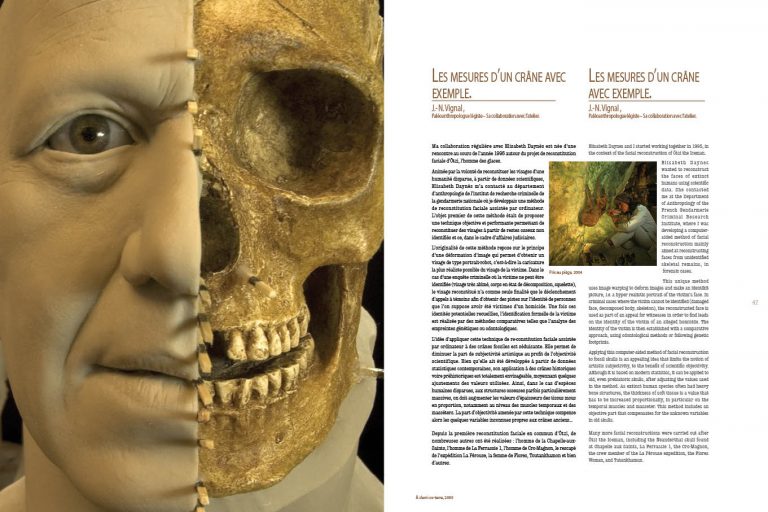 LES MESURES D'UN CRÂNE AVEC
EXEMPLE.
J.-N. Vignal,
Paléoanthropologue légiste – Sa collaboration avec l'atelier.
Ma collaboration régulière avec Elisabeth Daynès est née d'une
rencontre au cours de l'année 1995 autour du projet de reconstitution
faciale d'Ötzi, l'homme des glaces.
Animée par la volonté de reconstituer les visages d'une
humanité disparue, à partir de données scientifiques,
Elisabeth Daynès m'a contacté au département
d'anthropologie de l'institut de recherche criminelle de
la gendarmerie nationale où je développais une méthode
de reconstitution faciale assistée par ordinateur.
L'objet premier de cette méthode était de proposer
une technique objective et performante permettant de
reconstituer des visages à partir de restes osseux non
identifiés et ce, dans le cadre d'affaires judiciaires.
L'originalité de cette méthode repose sur le principe
d'une déformation d'image qui permet d'obtenir un
visage de type portrait-robot, c'est-à-dire la caricature
la plus réaliste possible du visage de la victime. Dans le
cas d'une enquête criminelle où la victime ne peut être
identifiée (visage très abîmé, corps en état de décomposition, squelette),
le visage reconstitué n'a comme seule finalité que le déclenchement
d'appels à témoins afin d'obtenir des pistes sur l'identité de personnes
que l'on suppose avoir été victimes d'un homicide. Une fois ces
identités potentielles recueillies, l'identification formelle de la victime
est réalisée par des méthodes comparatives telles que l'analyse des
empreintes génétiques ou odontologiques.
L'idée d'appliquer cette technique de re-constitution faciale assistée
par ordinateur à des crânes fossiles est séduisante. Elle permet de
diminuer la part de subjectivité artistique au profit de l'objectivité
scientifique. Bien qu'elle ait été développée à partir de données
statistiques contemporaines, son application à des crânes historiques
voire préhistoriques est totalement envisageable, moyennant quelques
ajustements des valeurs utilisées. Ainsi, dans le cas d'espèces
humaines disparues, aux structures osseuses parfois particulièrement
massives, on doit augmenter les valeurs d'épaisseurs des tissus mous
en proportion, notamment au niveau des muscles temporaux et des
masséters. La part d'objectivité amenée par cette technique compense
alors les quelques variables inconnues propres aux crânes anciens...
Depuis la première reconstitution faciale en commun d'Ötzi, de
nombreuses autres ont été réalisées : l'homme de la Chapelle-aux-
Saints, l'homme de La Ferrassie 1, l'homme de Cro-Magnon, le rescapé
de l'expédition La Pérouse, la femme de Flores, Toutankhamon et bien
d'autres.
À demi ou-terre, 2009
LES MESURES D'UN CRÂNE
AVEC EXEMPLE.
J.-N. Vignal,
Paléoanthropologue légiste – Sa collaboration avec l'atelier.
Elisabeth Daynès and I started working together in 1995, in
the context of the facial reconstruction of Ötzi the Iceman.
Elisabeth Daynes
wanted to reconstruct
the faces of extinct
humans using scientific
data. She contacted
me at the Department
of Anthropology of the
French Gendarmerie
Criminal Research
Institute, where I was
developing a computer-
aided method of facial
reconstruction mainly
aimed at reconstructing
faces from unidentified
skeletal remains, in
forensic cases.
Pris au piège, 2004
This unique method
uses image warping to deform images and make an identikit
picture, i.e. a hyper realistic portrait of the victim's face. In
criminal cases where the victim cannot be identified (damaged
face, decomposed body, skeleton), the reconstructed face is
used as part of an appeal for witnesses in order to find leads
on the identity of the victim of an alleged homicide. The
identity of the victim is then established with a comparative
approach, using odontological methods or following genetic
footprints.
Applying this computer-aided method of facial reconstruction
to fossil skulls is an appealing idea that limits the notion of
artistic subjectivity, to the benefit of scientific objectivity.
Although it is based on modern statistics, it can be applied to
old, even prehistoric skulls, after adjusting the values used
in the method. As extinct human species often had heavy
bone structures, the thickness of soft tissue is a value that
has to be increased proportionally, in particular on the
temporal muscles and masseter. This method includes an
objective part that compensates for the unknown variables
in old skulls.
Many more facial reconstructions were carried out after
Ötzi the Iceman, including the Neanderthal skull found
at Chapelle aux Saints, La Ferrassie 1, the Cro-Magnon,
the crew member of the La Pérouse expedition, the Flores
Woman, and Tutankhamun.